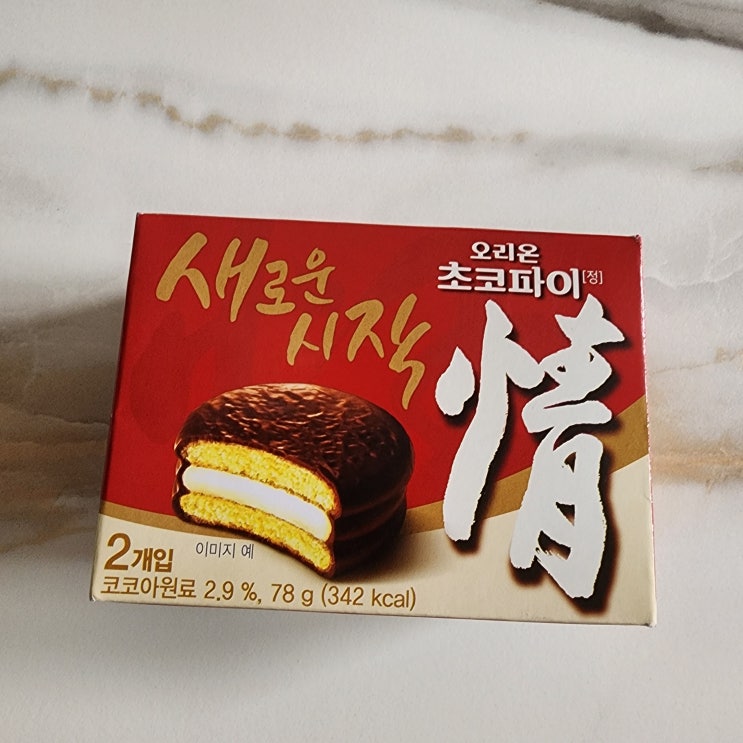 새로운
시작
오리온
초코파이[정]
情
2개입
이미지 예
코코아원료 2.9 %, 78 g (342 kcal)